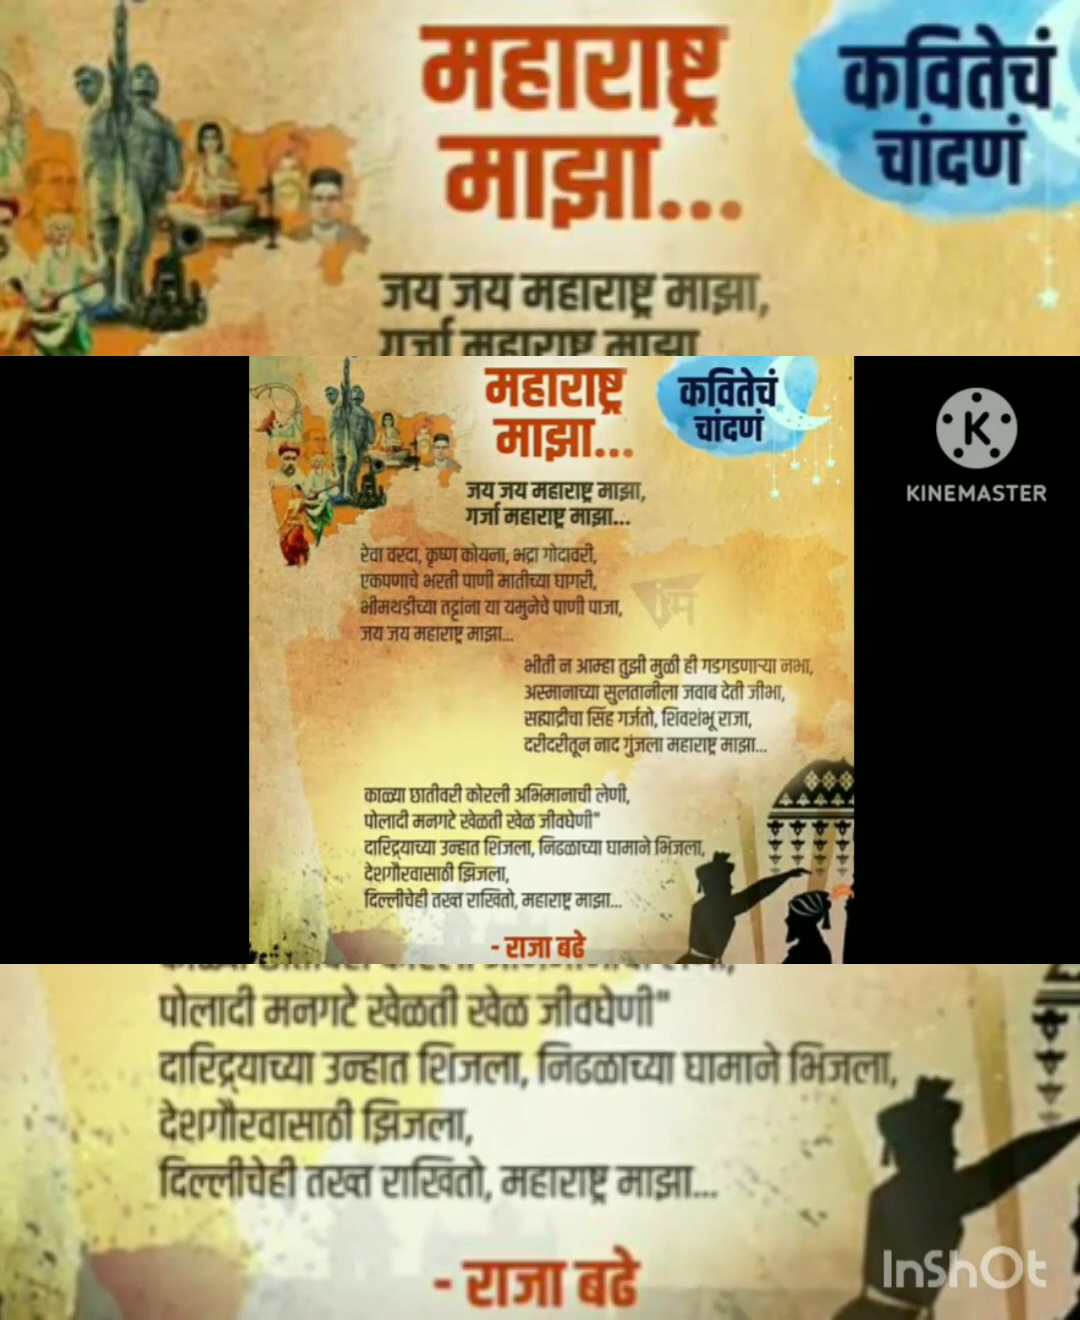 महाराष्ट्र
माझा...
कवितेचं
चांदणं
जय जय महाराष्ट्र माझा,
गर्जा महाराष्ट्र माझा
महाराष्ट्र
माझा...
कवितेचं
चांदणं
KINEMASTER
जय जय महाराष्ट्र माझा,
गर्जा महाराष्ट्र माझा...
रेवा वरदा, कृष्ण कोयना, भद्रा गोदावरी,
एकपणाचे भरती पाणी मातीच्या घागरी,
भीमथडीच्या तट्टांना या यमुनेचे पाणी पाजा,
जय जय महाराष्ट्र माझा...
भीती न आम्हा तुझी मुळी ही गडगडणाऱ्या नभा,
अस्मानाच्या सुलतानीला जवाब देती जीभा,
सह्याद्रीचा सिंह गर्जतो, शिवशंभू राजा,
दरीदरीतून नाद गुंजला महाराष्ट्र माझा...
काळ्या छातीवरी कोरली अभिमानाची लेणी,
पोलादी मनगटे खेळती खेळ जीवघेणी"
दारिद्र्याच्या उन्हात शिजला, निढळाच्या घामाने भिजला,
देशगौरवासाठी झिजला,
दिल्लीचेही तख्त राखितो, महाराष्ट्र माझा...
- राजा बढे
पोलादी मनगटे खेळती खेळ जीवघेणी"
दारिद्र्याच्या उन्हात शिजला, निढळाच्या घामाने भिजला,
देशगौरवासाठी झिजला,
दिल्लीचेही तख्त राखितो, महाराष्ट्र माझा...
- राजा बढे
InShOt